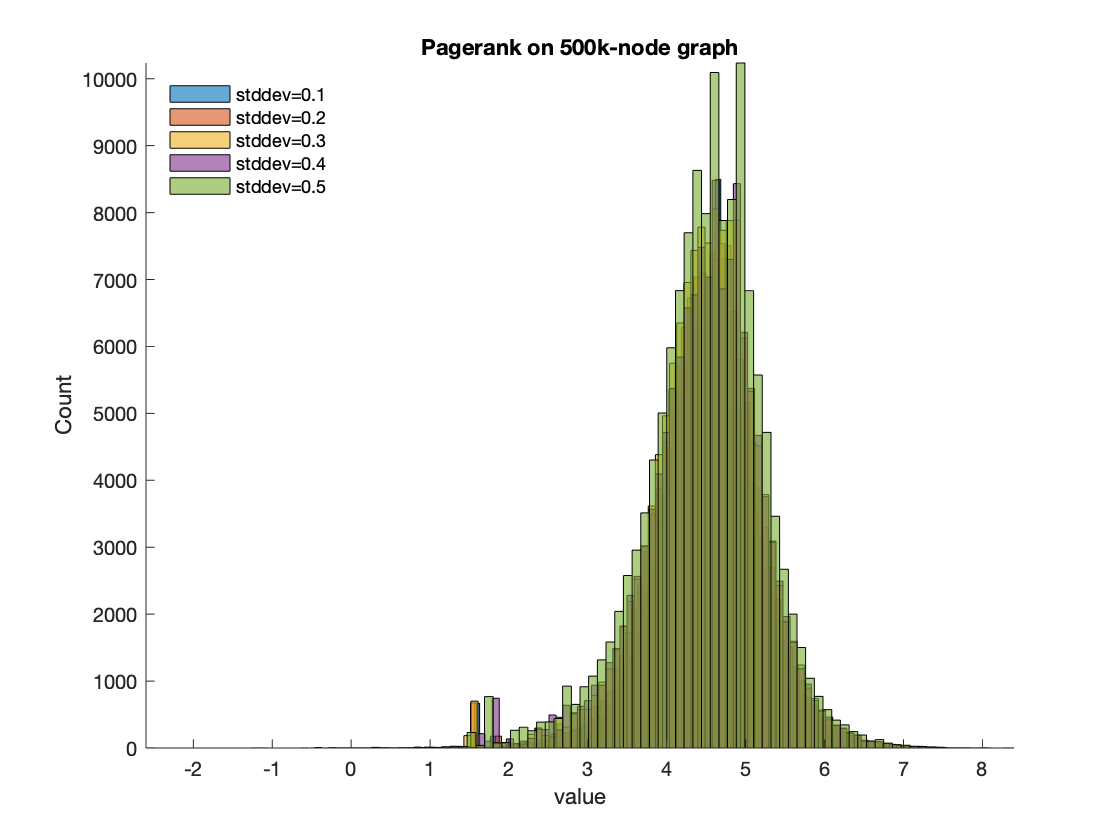 Pagerank on 500k-node graph
10000
9000
8000
7000
6000
5000
4000
3000
2000
1000
0
Count
stddev=0.1
stddev=0.2
stddev=0.3
stddev=0.4
stddev=0.5
-2 -1 0 1 2 3 4 5 6 7 8
value